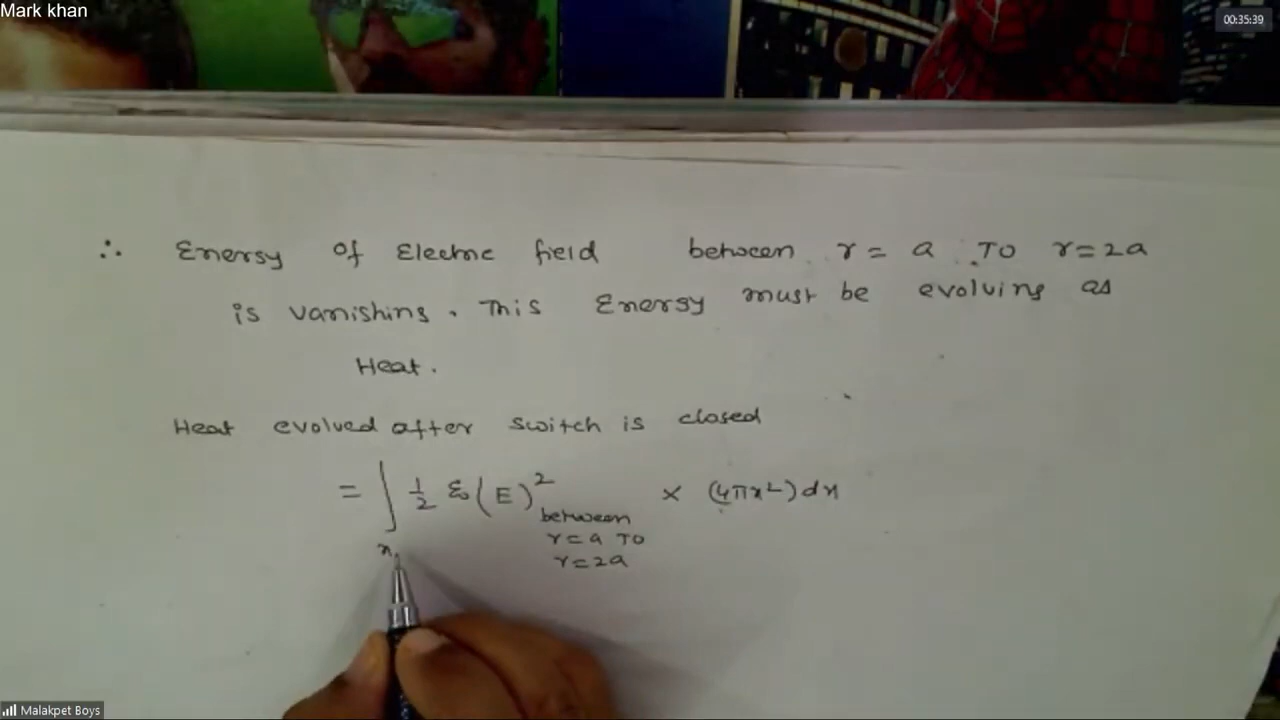 Mark khan
00:35:39
∴ Energy of Electric field between r = a TO r = 2a
is vanishing. This Energy must be evolving as
Heat.
Heat evolved after switch is closed
= ∫ 1/2 ε₀(E)² between r=a TO r=2a × (4πx²)dx
x
Malakpet Boys